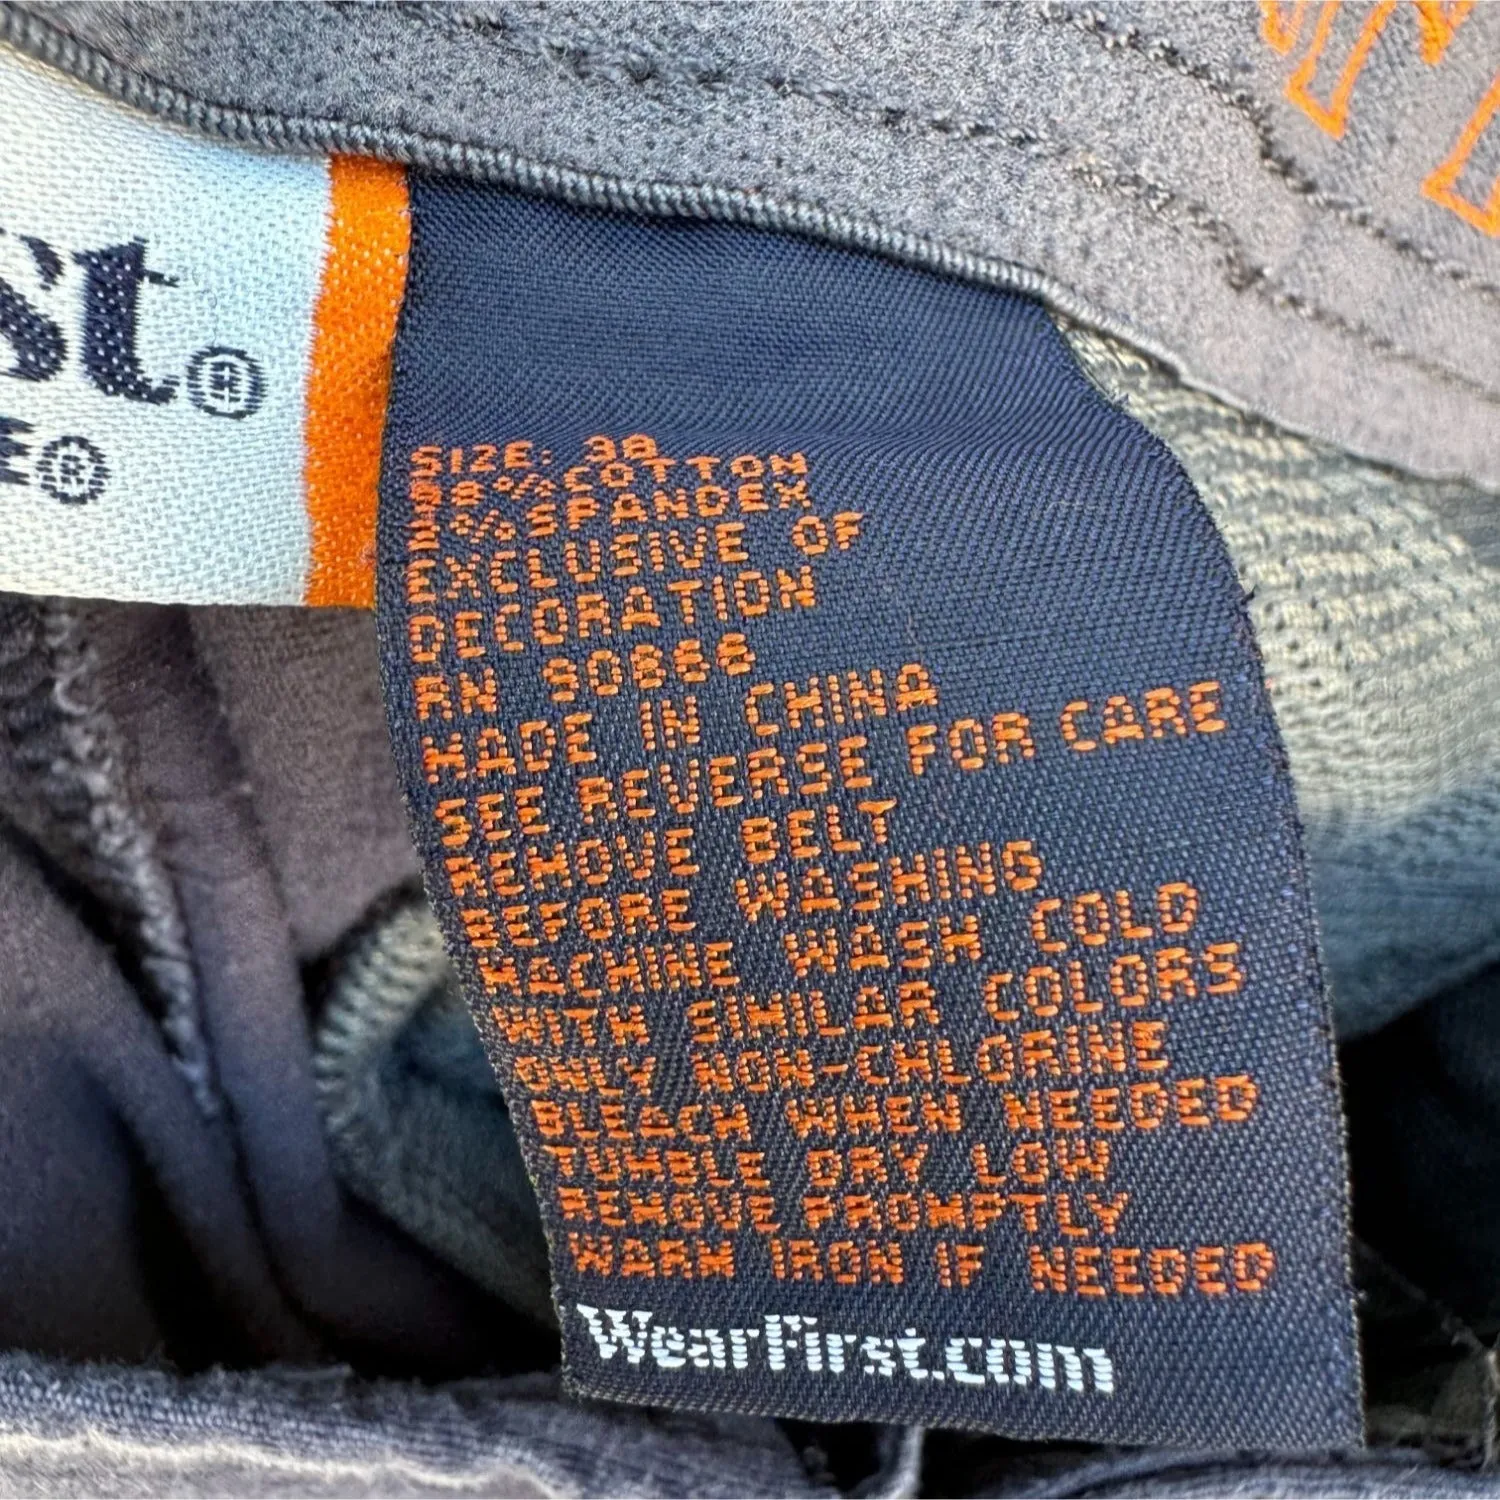 st®
E®
SIZE: 38
98%COTTON
2%SPANDEX
EXCLUSIVE OF
DECORATION
RN 90866
MADE IN CHINA
SEE REVERSE FOR CARE
REMOVE BELT
BEFORE WASHING
MACHINE WASH COLD
WITH SIMILAR COLORS
ONLY NON-CHLORINE
BLEACH WHEN NEEDED
TUMBLE DRY LOW
REMOVE PROMPTLY
WARM IRON IF NEEDED
WearFirst.com